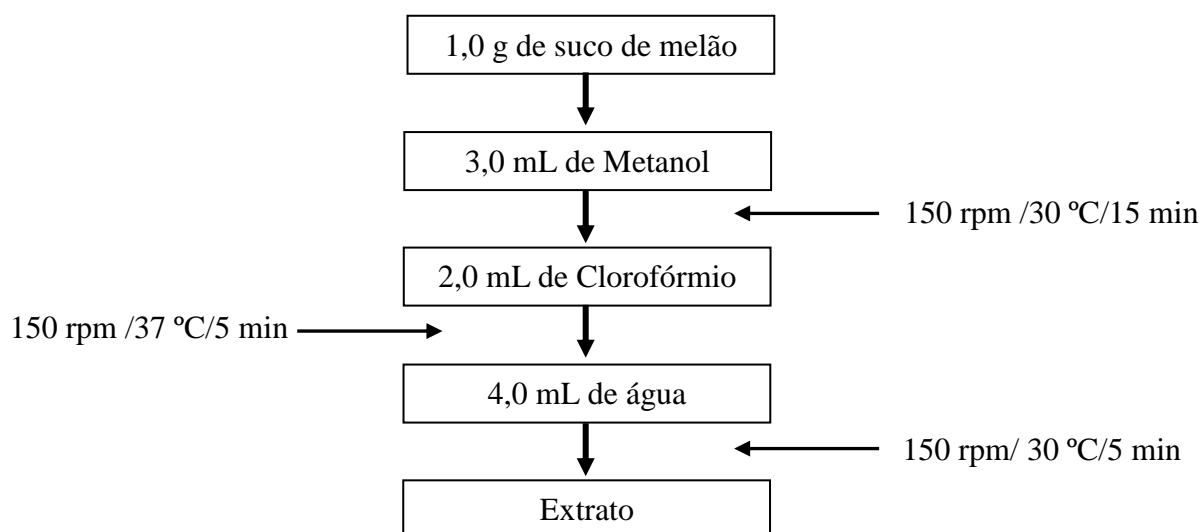 1,0 g de suco de melão
3,0 mL de Metanol
150 rpm /30 ºC/15 min
2,0 mL de Clorofórmio
150 rpm /37 ºC/5 min
4,0 mL de água
150 rpm/ 30 ºC/5 min
Extrato